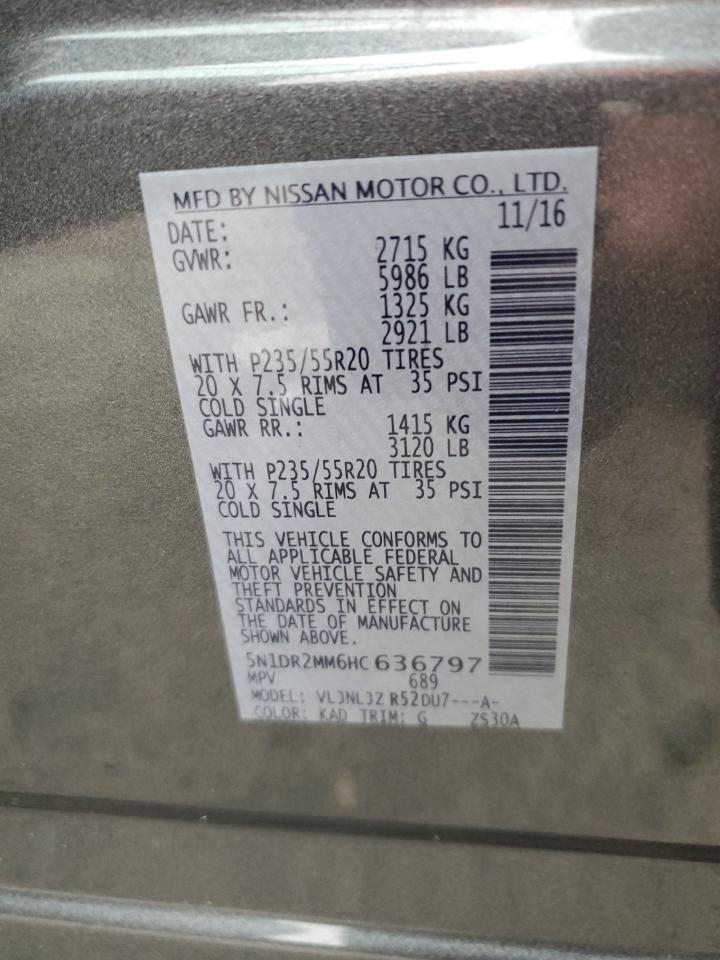 MFD BY NISSAN MOTOR CO., LTD.
DATE: 11/16
GVWR: 2715 KG
5986 LB
GAWR FR.: 1325 KG
2921 LB
WITH P235/55R20 TIRES
20 X 7.5 RIMS AT 35 PSI
COLD SINGLE
GAWR RR.: 1415 KG
3120 LB
WITH P235/55R20 TIRES
20 X 7.5 RIMS AT 35 PSI
COLD SINGLE
THIS VEHICLE CONFORMS TO
ALL APPLICABLE FEDERAL
MOTOR VEHICLE SAFETY AND
THEFT PREVENTION
STANDARDS IN EFFECT ON
THE DATE OF MANUFACTURE
SHOWN ABOVE.
5N1DR2MM6HC636797
MPV 689
MODEL: VLJNLJZ R52DU7---A-
COLOR: KAD TRIM: G ZS30A